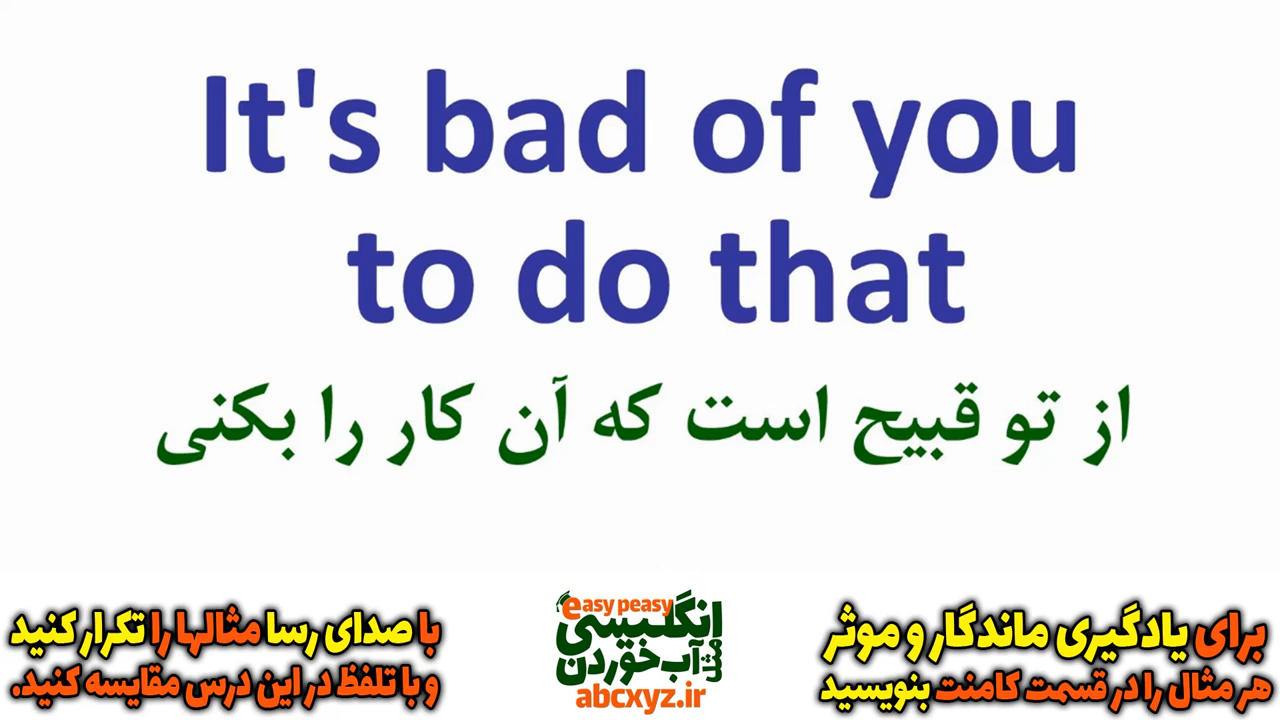 It's bad of you
to do that
از تو قبیح است که آن کار را بکنی
برای یادگیری ماندگار و موثر
هر مثال را در قسمت کامنت بنویسید
easy peasy
انگلیسی
مثل آب خوردن
abcxyz.ir
با صدای رسا مثالها را تکرار کنید
و با تلفظ در این درس مقایسه کنید.